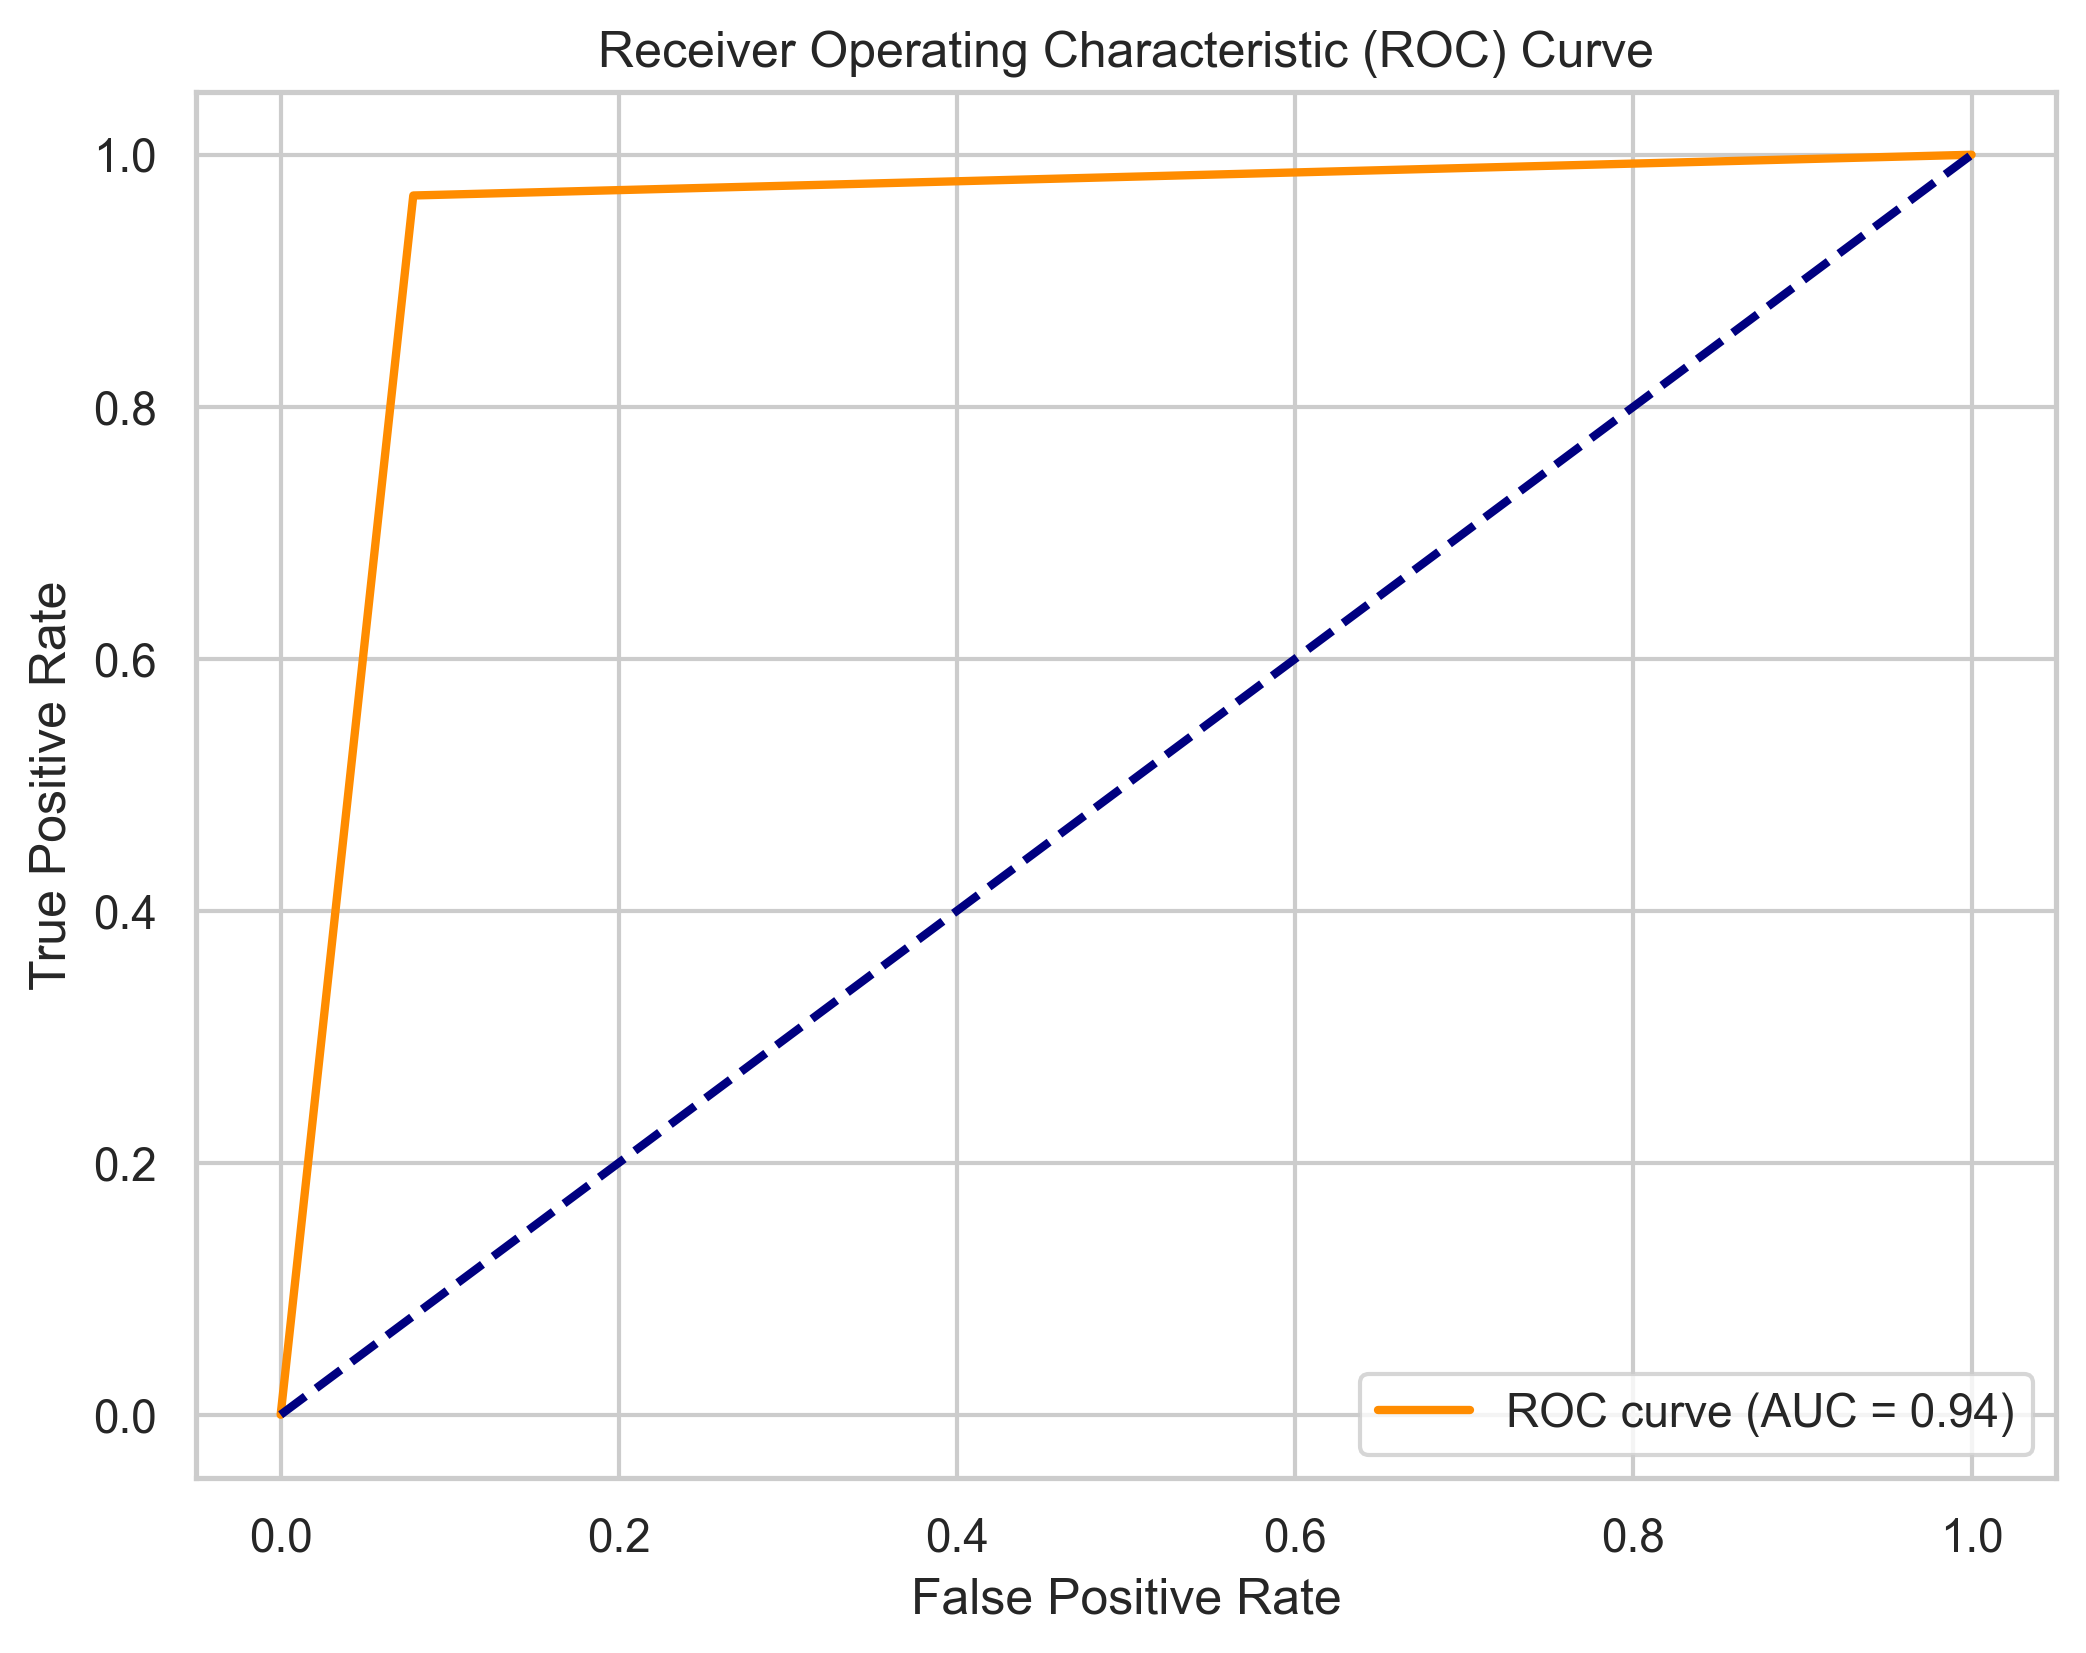 Receiver Operating Characteristic (ROC) Curve
1.0
0.8
0.6
0.4
0.2
0.0
True Positive Rate
ROC curve (AUC = 0.94)
0.0 0.2 0.4 0.6 0.8 1.0
False Positive Rate